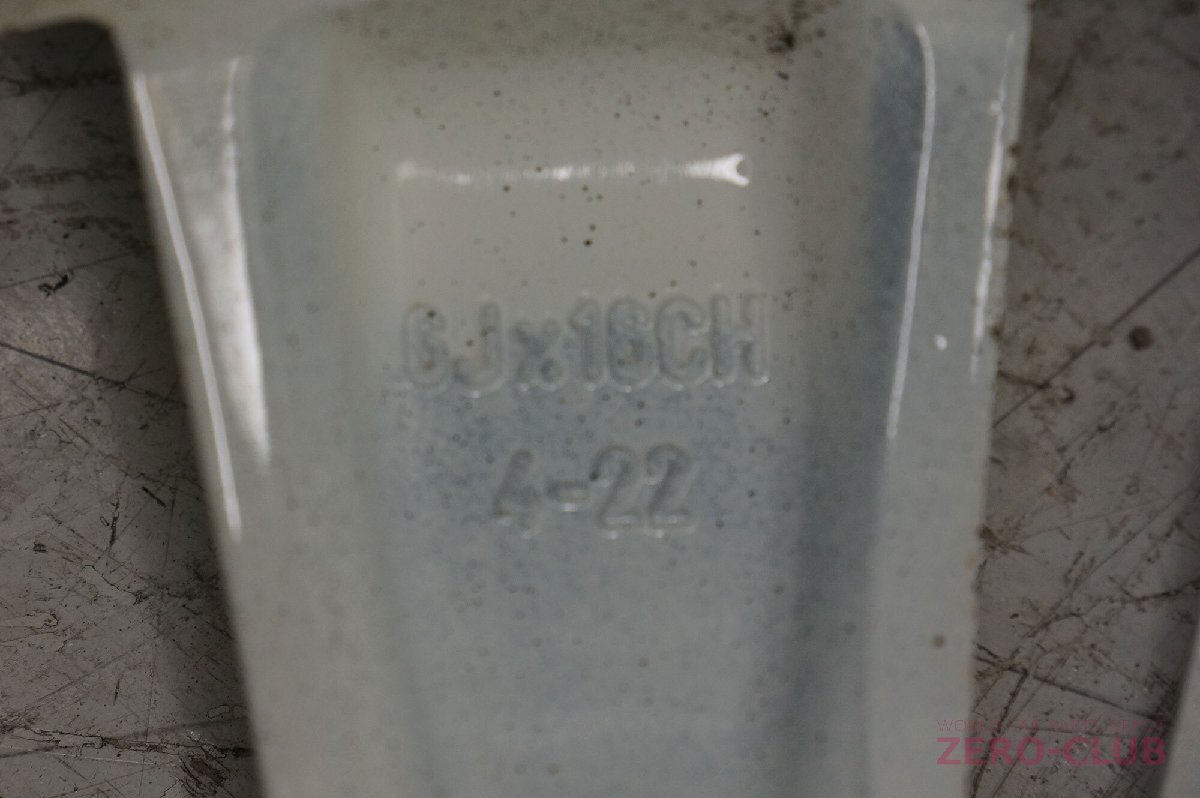 6Jx16CH
4-22
ZERO-CLUB